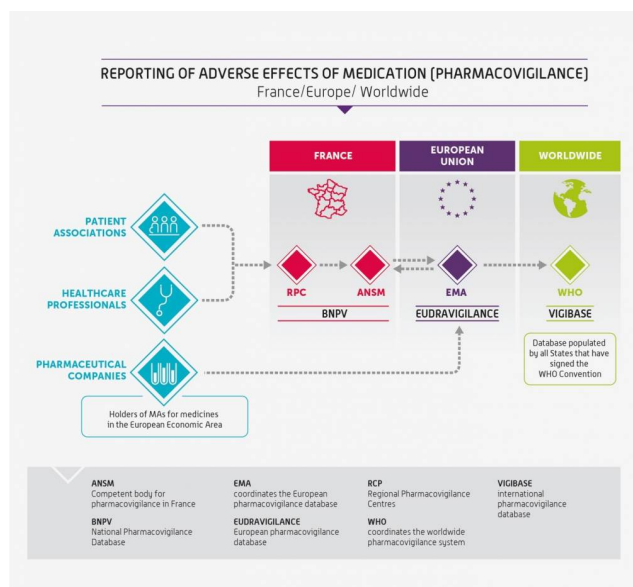 REPORTING OF ADVERSE EFFECTS OF MEDICATION (PHARMACOVIGILANCE)
France/Europe/ Worldwide
FRANCE
EUROPEAN
UNION
WORLDWIDE
PATIENT
ASSOCIATIONS
HEALTHCARE
PROFESSIONALS
PHARMACEUTICAL
COMPANIES
Holders of MAs for medicines
in the European Economic Area
RPC
ANSM
BNPV
EMA
EUDRAVIGILANCE
WHO
VIGIBASE
Database populated
by all States that have
signed the
WHO Convention
ANSM
Competent body for
pharmacovigilance in France
BNPV
National Pharmacovigilance
Database
EMA
coordinates the European
pharmacovigilance database
EUDRAVIGILANCE
European pharmacovigilance
database
RCP
Regional Pharmacovigilance
Centres
WHO
coordinates the worldwide
pharmacovigilance system
VIGIBASE
international
pharmacovigilance
database